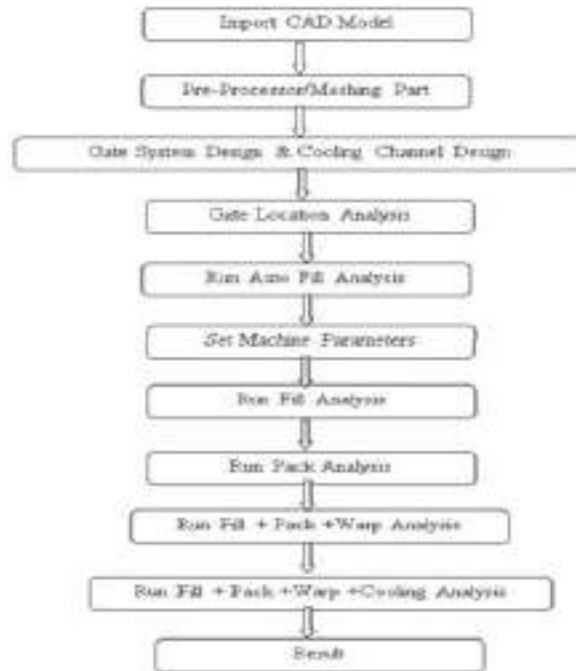 Import CAD Model
Pre-Processor/Meshing Part
Gate System Design & Cooling Channel Design
Gate Location Analysis
Run Auto Fill Analysis
Set Machine Parameters
Run Fill Analysis
Run Pack Analysis
Run Fill + Pack +Warp Analysis
Run Fill + Pack +Warp +Cooling Analysis
Result